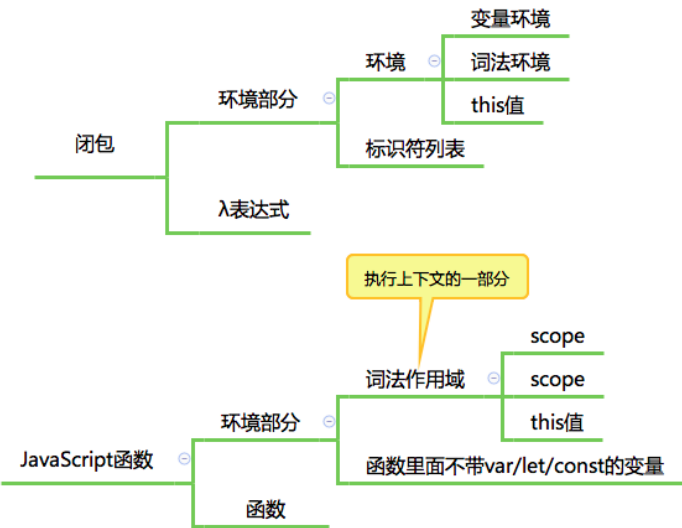 变量环境
环境
词法环境
this值
环境部分
标识符列表
闭包
λ表达式
执行上下文的一部分
scope
词法作用域
scope
this值
环境部分
函数里面不带var/let/const的变量
JavaScript函数
函数